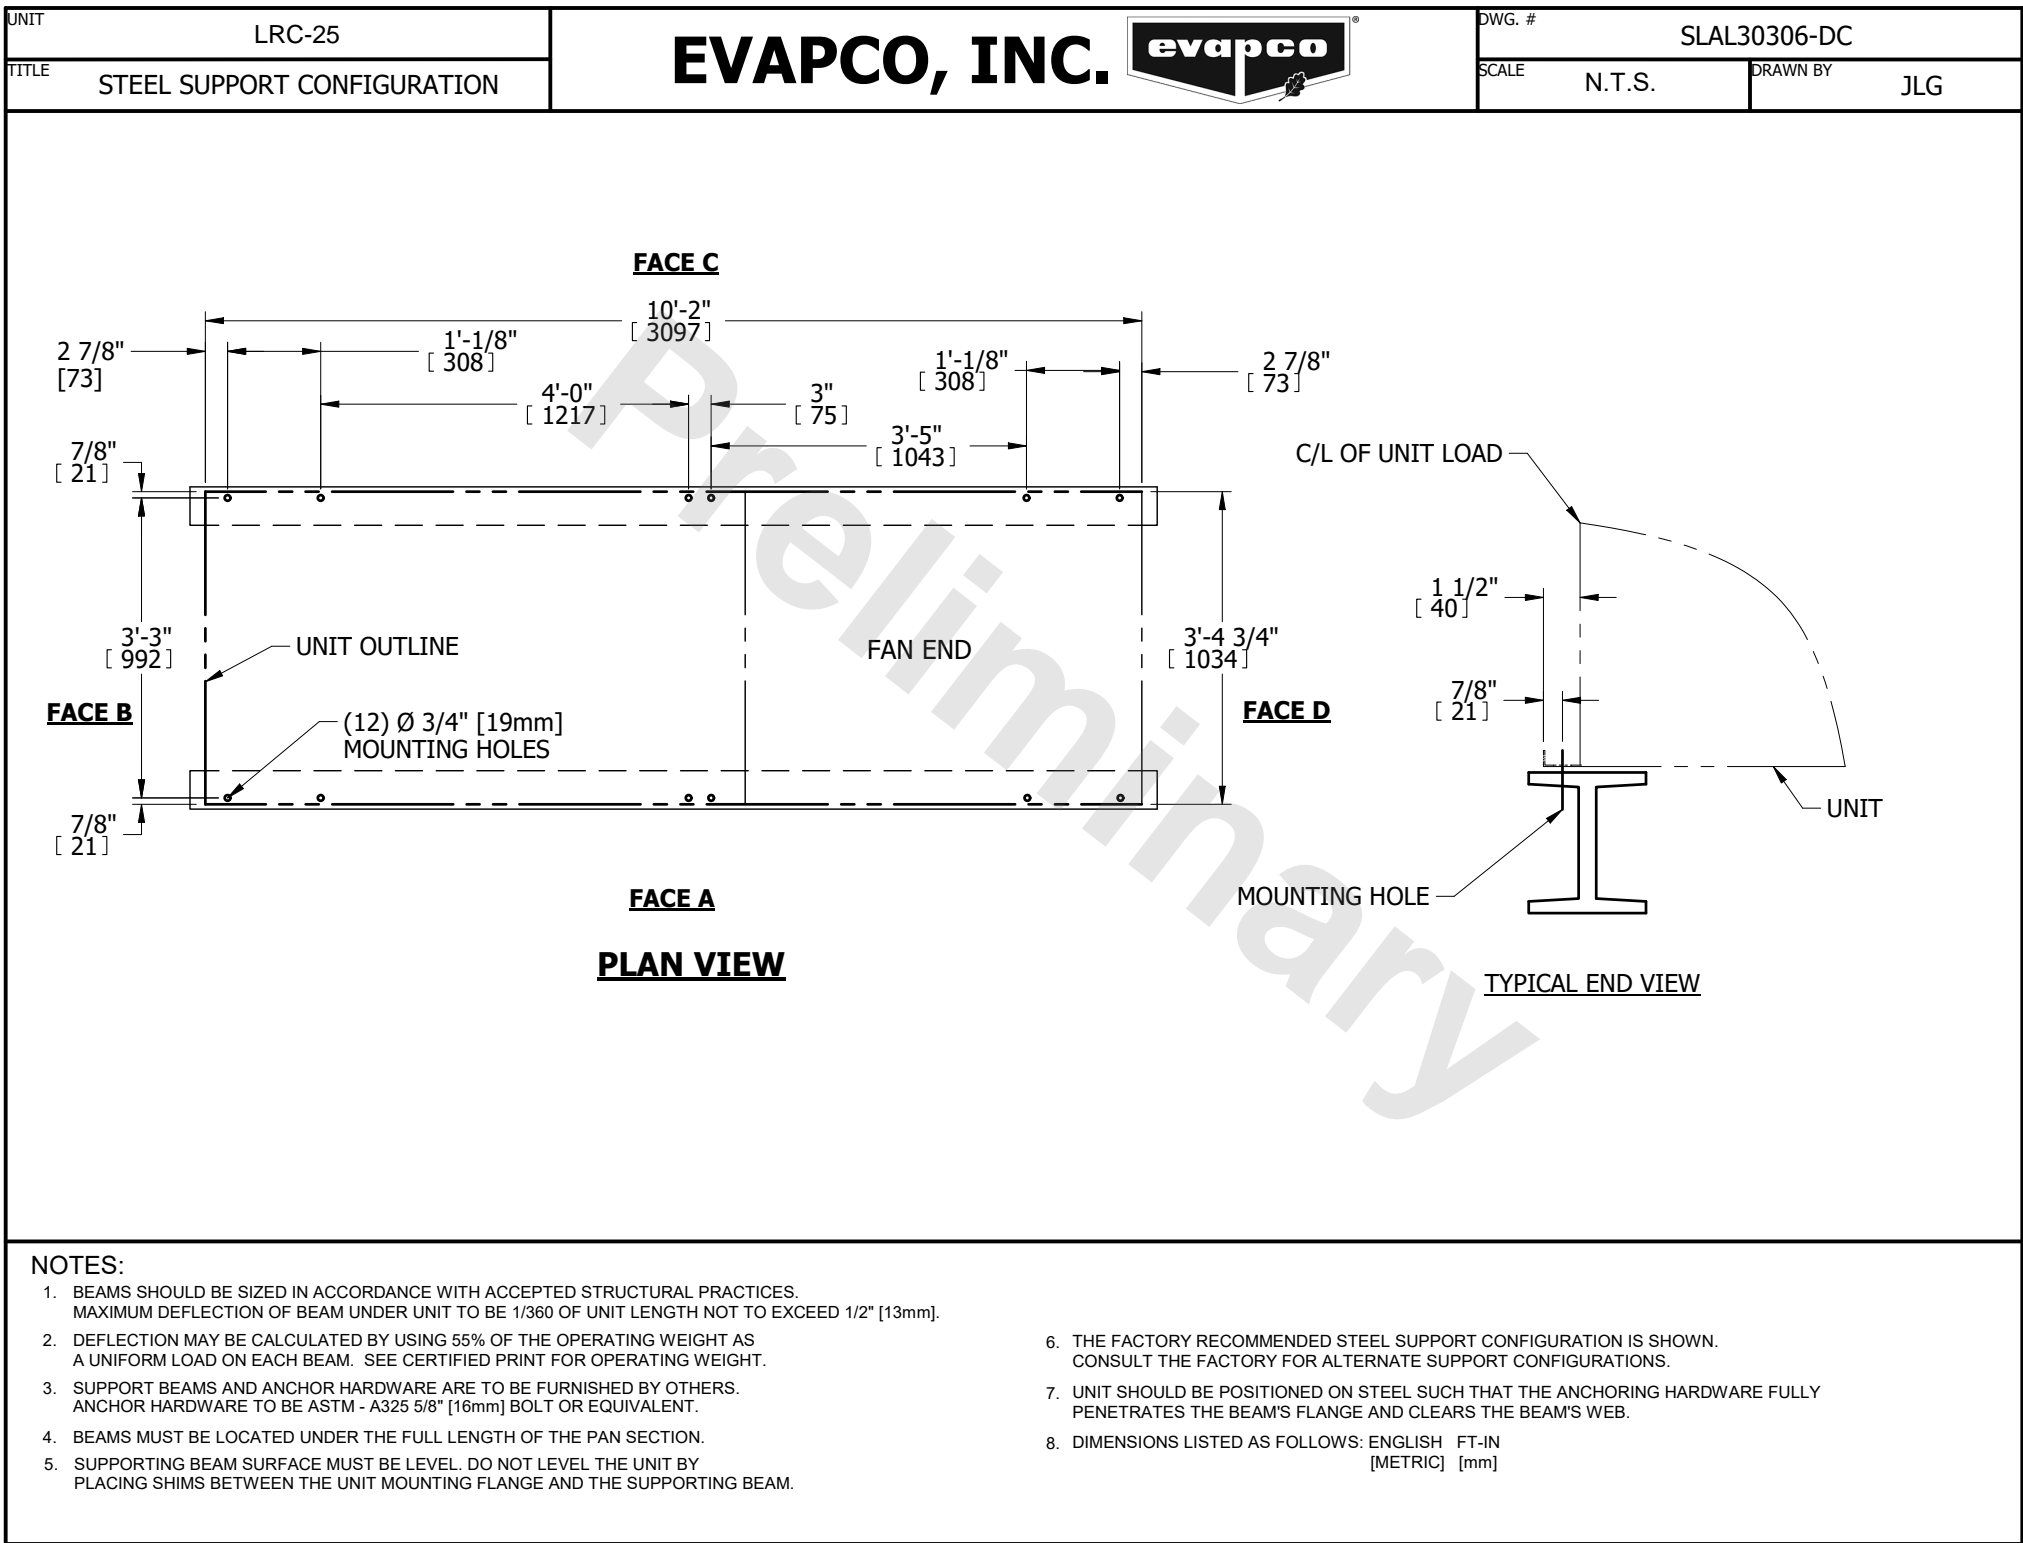 UNIT
LRC-25
TITLE
STEEL SUPPORT CONFIGURATION
EVAPCO, INC.
evapco®
DWG. #
SLAL30306-DC
SCALE
N.T.S.
DRAWN BY
JLG
FACE C
10'-2"
[ 3097]
2 7/8"
[73]
1'-1/8"
[ 308]
1'-1/8"
[ 308]
2 7/8"
[ 73]
4'-0"
[ 1217]
3"
[ 75]
3'-5"
[ 1043]
7/8"
[ 21]
3'-3"
[ 992]
UNIT OUTLINE
FAN END
3'-4 3/4"
[ 1034]
FACE B
(12) Ø 3/4" [19mm]
MOUNTING HOLES
FACE D
7/8"
[ 21]
FACE A
PLAN VIEW
C/L OF UNIT LOAD
1 1/2"
[ 40]
7/8"
[ 21]
UNIT
MOUNTING HOLE
TYPICAL END VIEW
Preliminary
NOTES:
1. BEAMS SHOULD BE SIZED IN ACCORDANCE WITH ACCEPTED STRUCTURAL PRACTICES.
MAXIMUM DEFLECTION OF BEAM UNDER UNIT TO BE 1/360 OF UNIT LENGTH NOT TO EXCEED 1/2" [13mm].
2. DEFLECTION MAY BE CALCULATED BY USING 55% OF THE OPERATING WEIGHT AS
A UNIFORM LOAD ON EACH BEAM. SEE CERTIFIED PRINT FOR OPERATING WEIGHT.
3. SUPPORT BEAMS AND ANCHOR HARDWARE ARE TO BE FURNISHED BY OTHERS.
ANCHOR HARDWARE TO BE ASTM - A325 5/8" [16mm] BOLT OR EQUIVALENT.
4. BEAMS MUST BE LOCATED UNDER THE FULL LENGTH OF THE PAN SECTION.
5. SUPPORTING BEAM SURFACE MUST BE LEVEL. DO NOT LEVEL THE UNIT BY
PLACING SHIMS BETWEEN THE UNIT MOUNTING FLANGE AND THE SUPPORTING BEAM.
6. THE FACTORY RECOMMENDED STEEL SUPPORT CONFIGURATION IS SHOWN.
CONSULT THE FACTORY FOR ALTERNATE SUPPORT CONFIGURATIONS.
7. UNIT SHOULD BE POSITIONED ON STEEL SUCH THAT THE ANCHORING HARDWARE FULLY
PENETRATES THE BEAM'S FLANGE AND CLEARS THE BEAM'S WEB.
8. DIMENSIONS LISTED AS FOLLOWS: ENGLISH FT-IN
[METRIC] [mm]